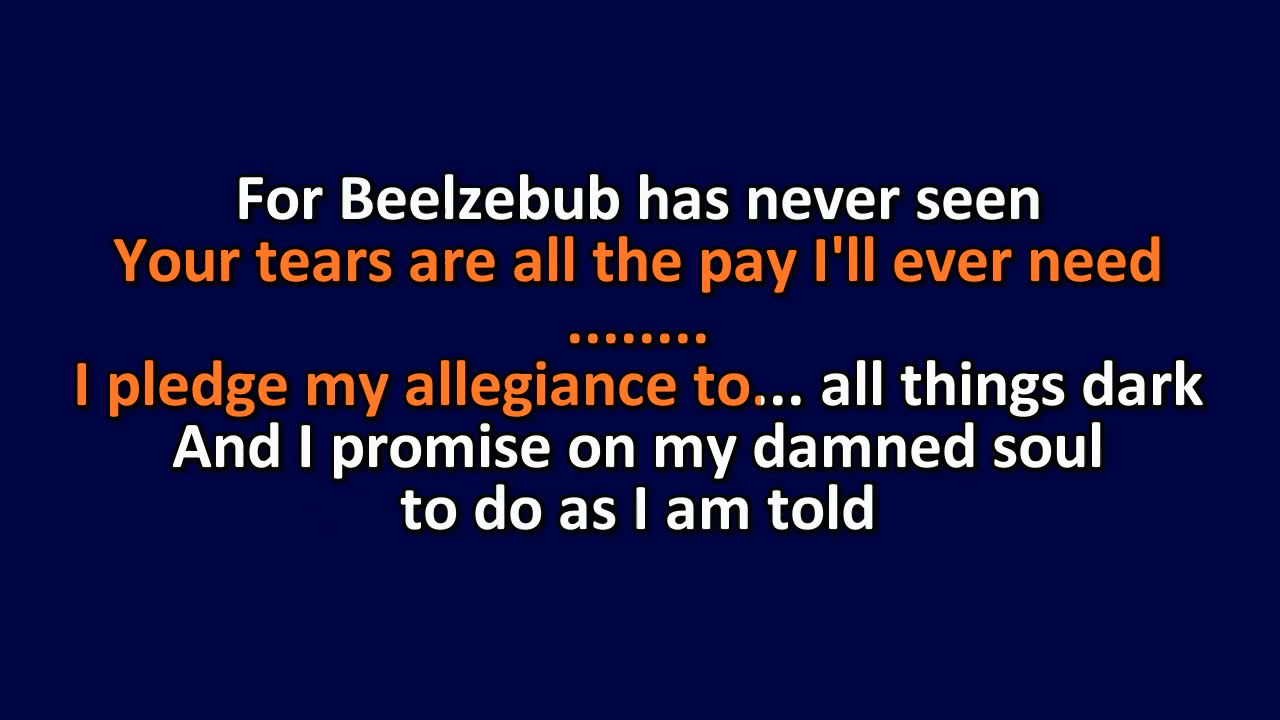 For Beelzebub has never seen
Your tears are all the pay I'll ever need
........
I pledge my allegiance to... all things dark
And I promise on my damned soul
to do as I am told